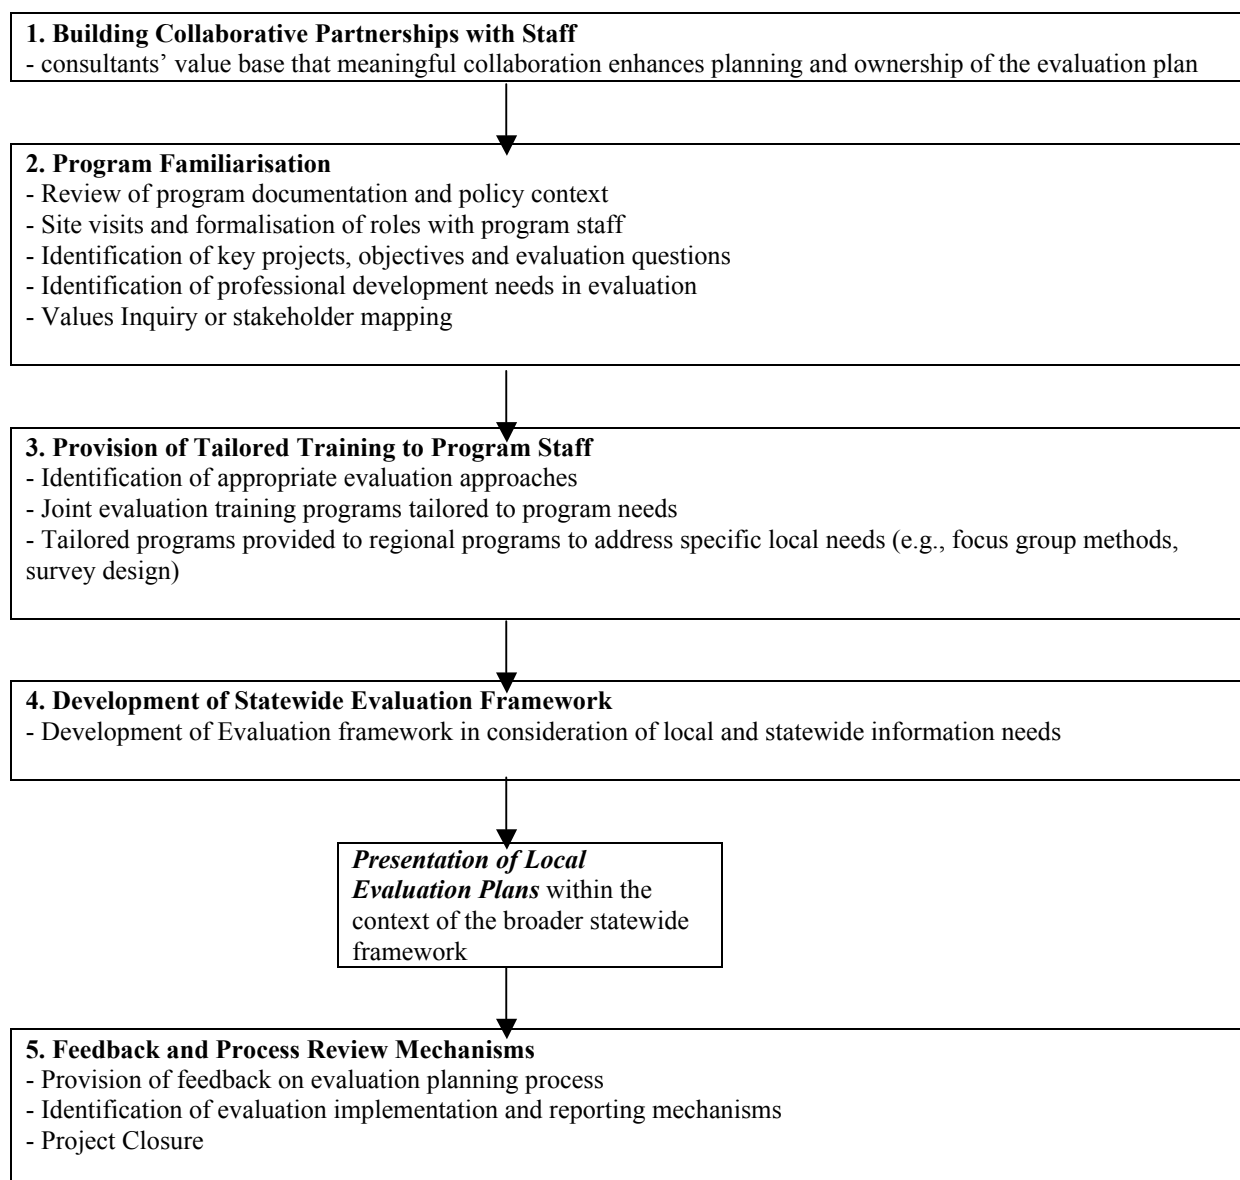 1. Building Collaborative Partnerships with Staff
- consultants’ value base that meaningful collaboration enhances planning and ownership of the evaluation plan
2. Program Familiarisation
- Review of program documentation and policy context
- Site visits and formalisation of roles with program staff
- Identification of key projects, objectives and evaluation questions
- Identification of professional development needs in evaluation
- Values Inquiry or stakeholder mapping
3. Provision of Tailored Training to Program Staff
- Identification of appropriate evaluation approaches
- Joint evaluation training programs tailored to program needs
- Tailored programs provided to regional programs to address specific local needs (e.g., focus group methods,
survey design)
4. Development of Statewide Evaluation Framework
- Development of Evaluation framework in consideration of local and statewide information needs
Presentation of Local
Evaluation Plans within the
context of the broader statewide
framework
5. Feedback and Process Review Mechanisms
- Provision of feedback on evaluation planning process
- Identification of evaluation implementation and reporting mechanisms
- Project Closure